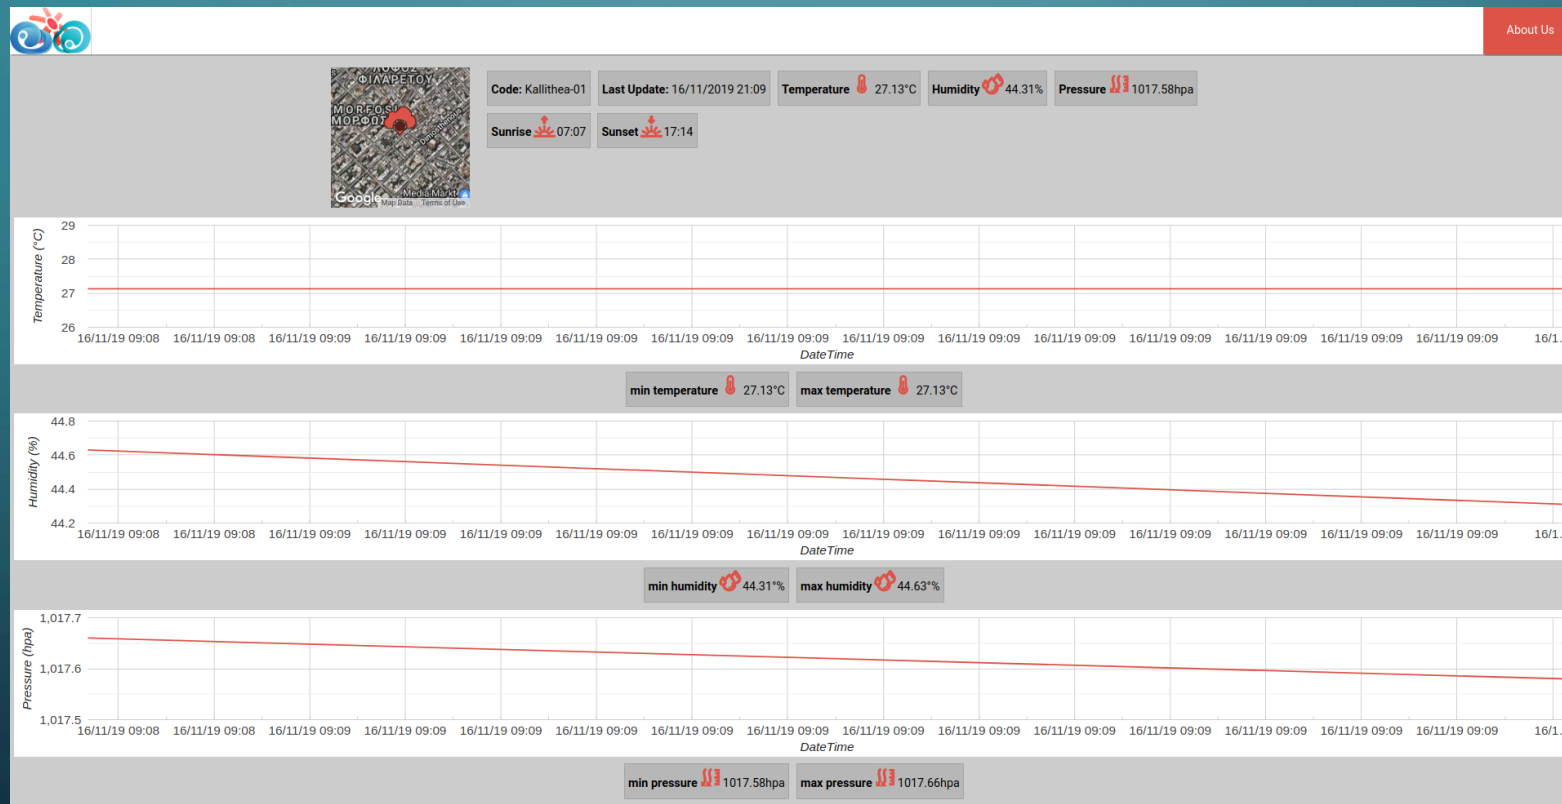 About Us
ΛΟΦΟΣ
ΦΙΛΑΡΕΤΟΥ
MORFOSI
ΜΟΡΦΩΣ
Media Markt
Google
Map Data Terms of Use
Code: Kallithea-01 Last Update: 16/11/2019 21:09 Temperature 27.13°C Humidity 44.31% Pressure 1017.58hpa
Sunrise 07:07 Sunset 17:14
Temperature (°C)
29
28
27
26
16/11/19 09:08 16/11/19 09:08 16/11/19 09:09 16/11/19 09:09 16/11/19 09:09 16/11/19 09:09 16/11/19 09:09 16/11/19 09:09 16/11/19 09:09 16/11/19 09:09 16/11/19 09:09 16/11/19 09:09 16/11/19 09:09 16/11/19 09:09 16/09 16/1.
DateTime
min temperature 27.13°C max temperature 27.13°C
Humidity (%)
44.8
44.6
44.4
44.2
16/11/19 09:08 16/11/19 09:08 16/11/19 09:09 16/11/19 09:09 16/11/19 09:09 16/11/19 09:09 16/11/19 09:09 16/11/19 09:09 16/11/19 09:09 16/11/19 09:09 16/11/19 09:09 16/11/19 09:09 16/11/19 09:09 16/11/19 09:09 16/11/19 09:09 16/1.
DateTime
min humidity 44.31°% max humidity 44.63°%
Pressure (hpa)
1,017.7
1,017.6
1,017.5
16/11/19 09:08 16/11/19 09:08 16/11/19 09:09 16/11/19 09:09 16/11/19 09:09 16/11/19 09:09 16/11/19 09:09 16/11/19 09:09 16/11/19 09:09 16/11/19 09:09 16/11/19 09:09 16/11/19 09:09 16/11/19 09:09 16/11/19 09:09 16/11/19 09:09 16/1.
DateTime
min pressure 1017.58hpa max pressure 1017.66hpa